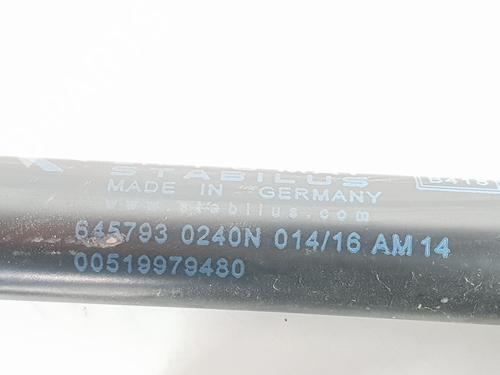 STABILUS
MADE IN GERMANY
www.stabilus.com
645793 0240N 014/16 AM 14
00519979480